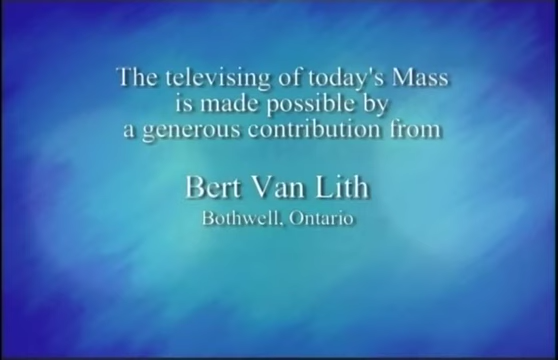 The televising of today's Mass
is made possible by
a generous contribution from
Bert Van Lith
Bothwell, Ontario